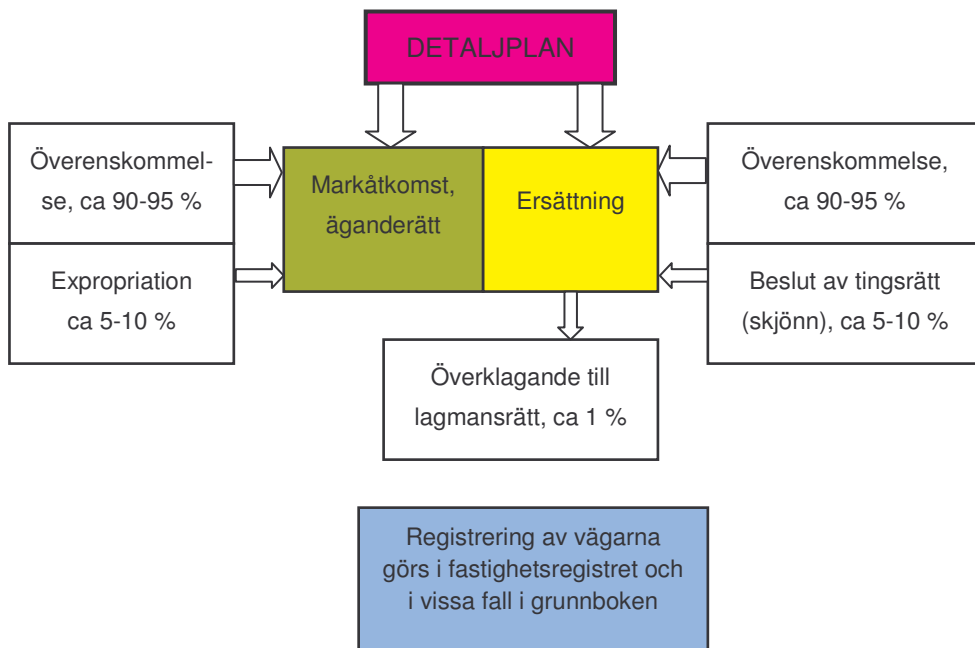 DETALJPLAN
Överenskommel-
se, ca 90-95 %
Expropriation
ca 5-10 %
Markåtkomst,
äganderätt
Ersättning
Överenskommelse,
ca 90-95 %
Beslut av tingsrätt
(skjönn), ca 5-10 %
Överklagande till
lagmansrätt, ca 1 %
Registrering av vägarna
görs i fastighetsregistret och
i vissa fall i grunnboken